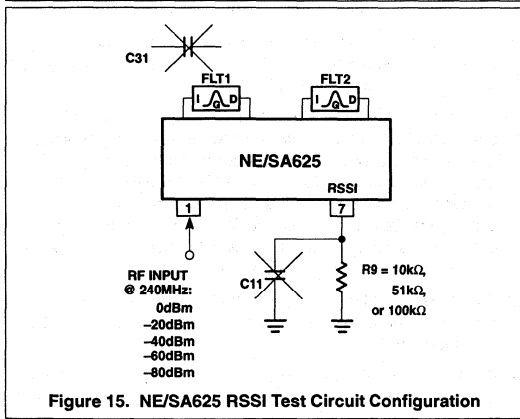 C31
FLT1
FLT2
I G D
I G D
NE/SA625
RSSI
1
7
RF INPUT
@ 240MHz:
0dBm
–20dBm
–40dBm
–60dBm
–80dBm
C11
R9 = 10kΩ,
51kΩ,
or 100kΩ
Figure 15. NE/SA625 RSSI Test Circuit Configuration